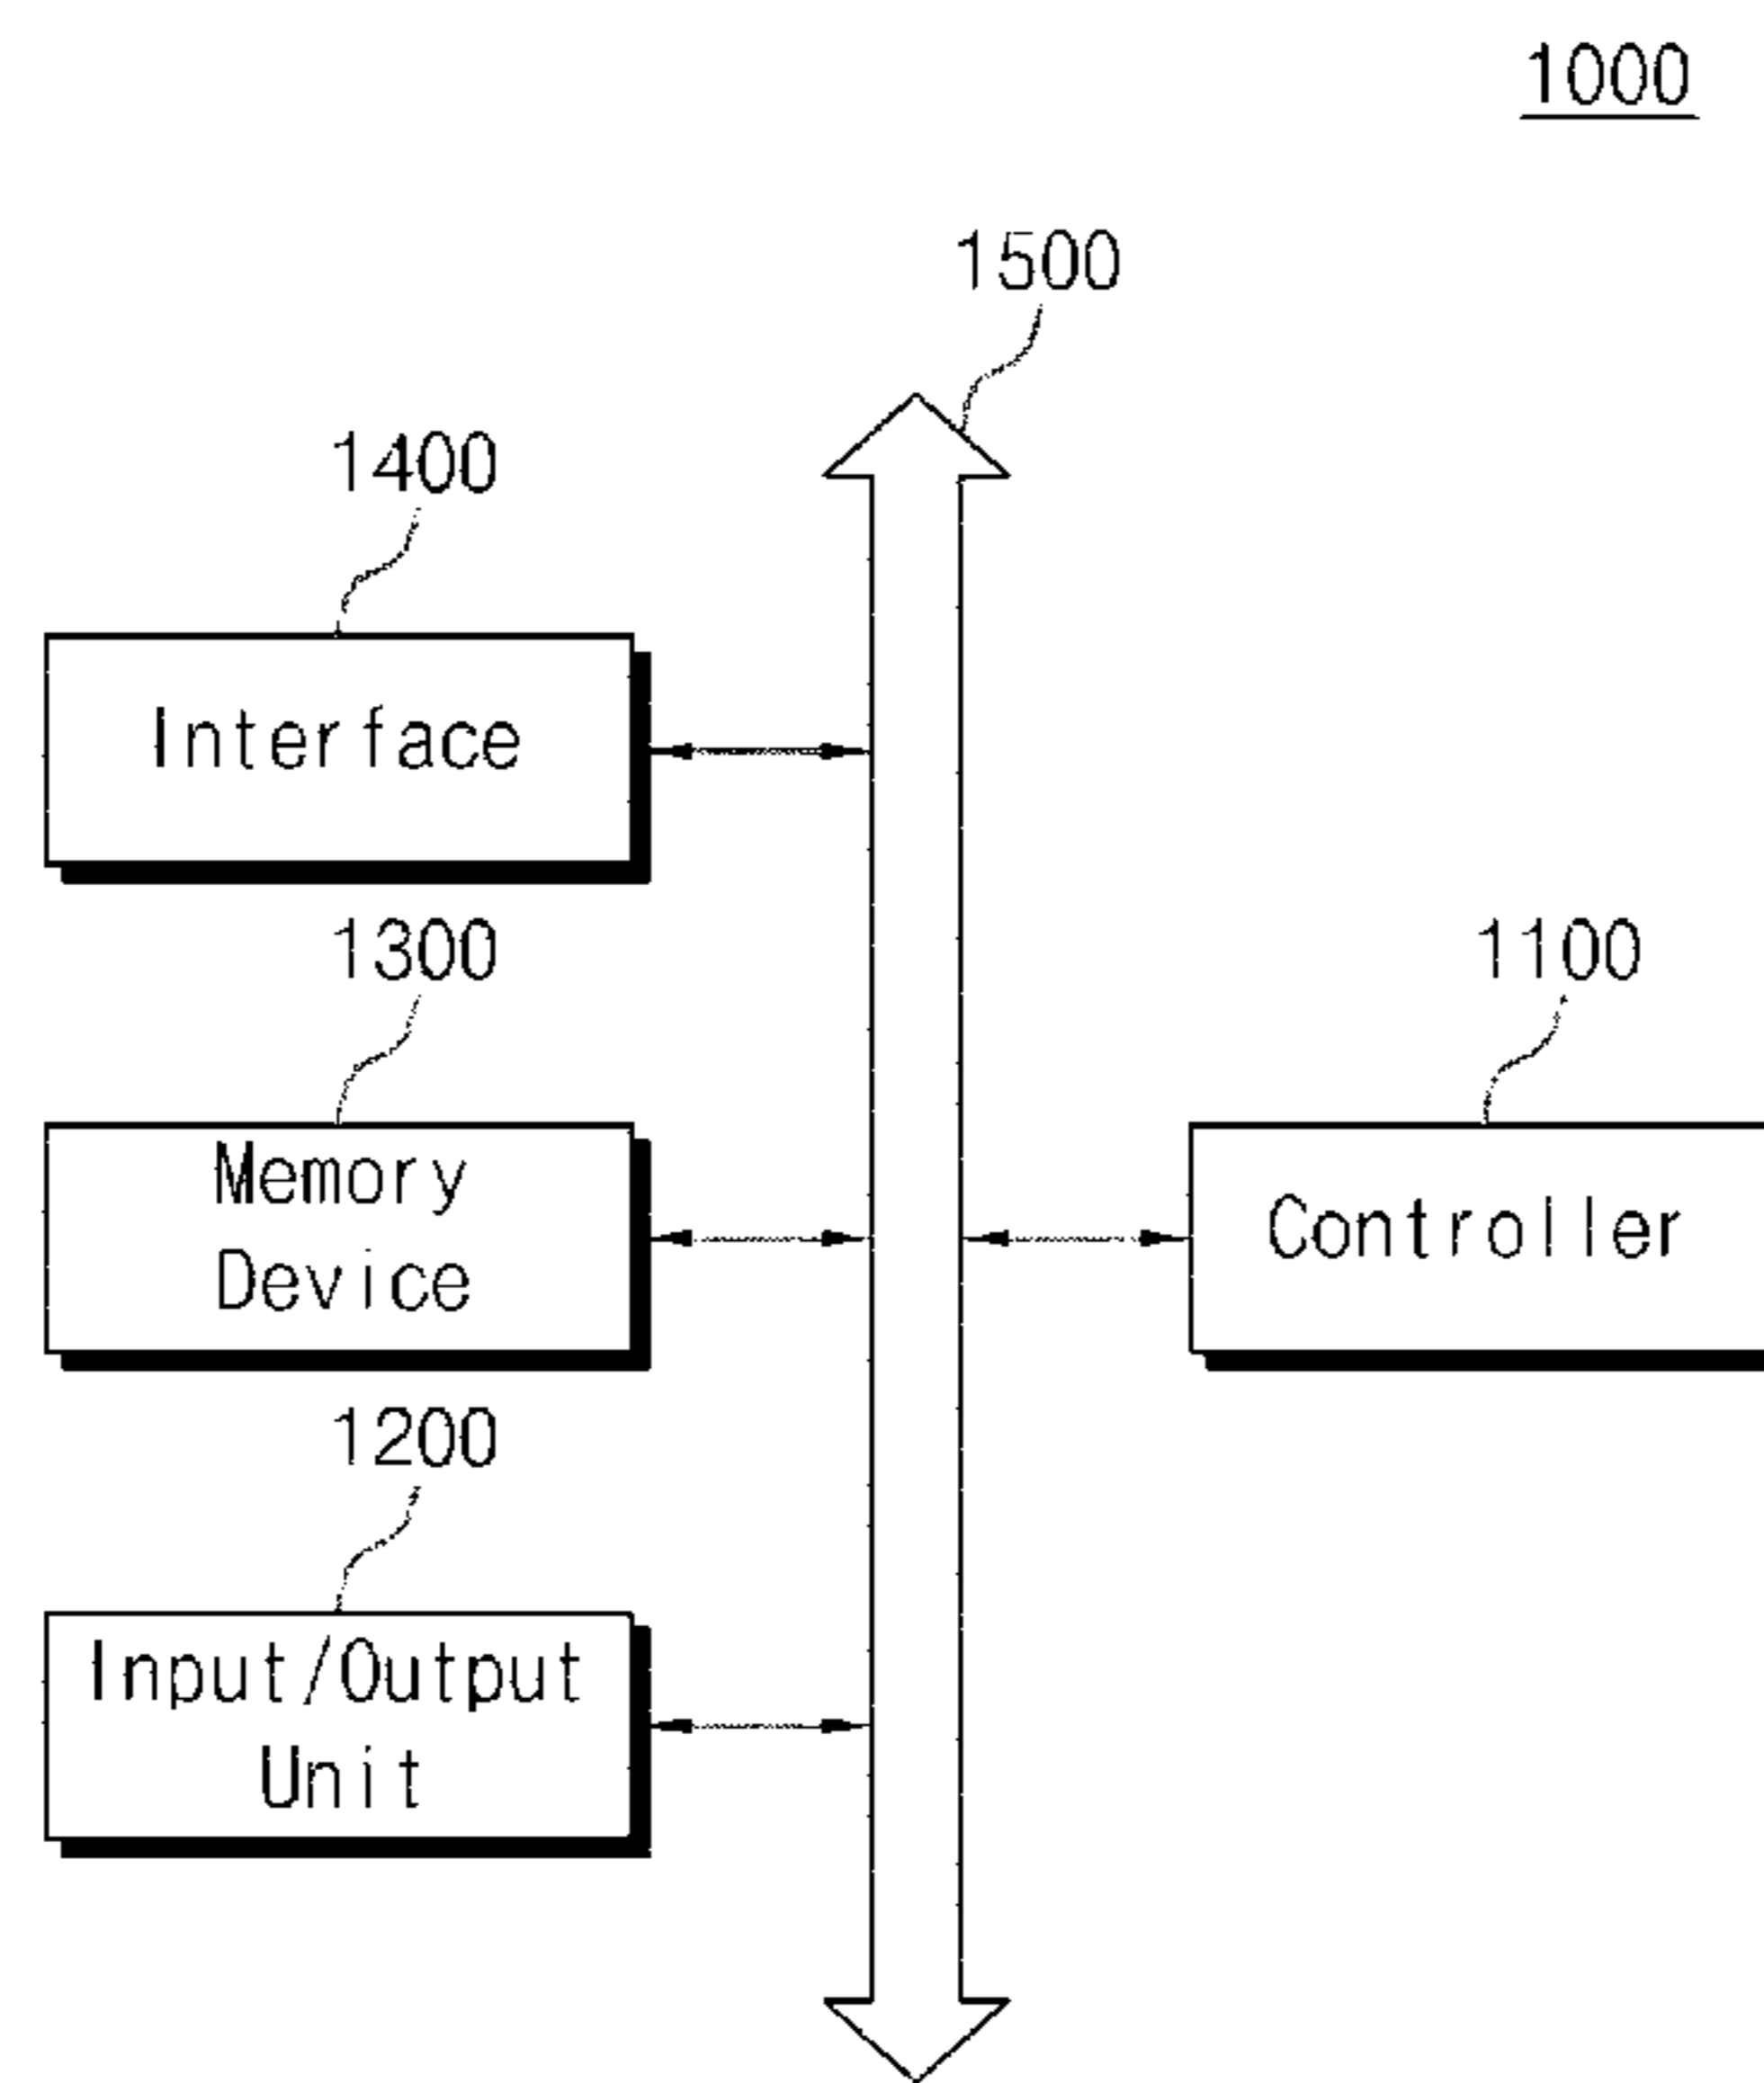 1000
1500
1400
Interface
1300
1100
Memory
Device
Controller
1200
Input/Output
Unit